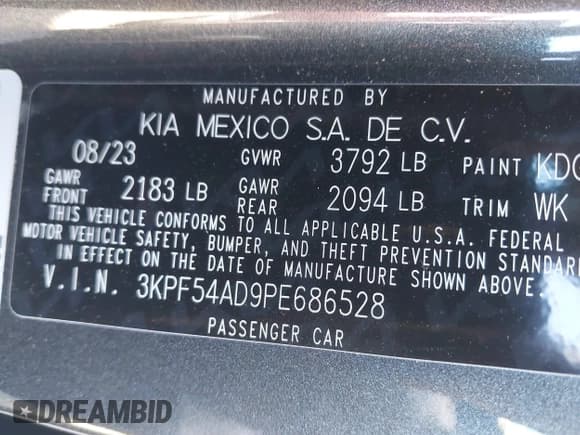 MANUFACTURED BY
KIA MEXICO S.A. DE C.V.
08/23 GVWR 3792 LB PAINT
GAWR FRONT 2183 LB GAWR REAR 2094 LB TRIM WK
THIS VEHICLE CONFORMS TO ALL APPLICABLE U.S.A. FEDERAL
MOTOR VEHICLE SAFETY, BUMPER, AND THEFT PREVENTION STANDAR
IN EFFECT ON THE DATE OF MANUFACTURE SHOWN ABOVE.
V.I.N. 3KPF54AD9PE686528
PASSENGER CAR
DREAMBID